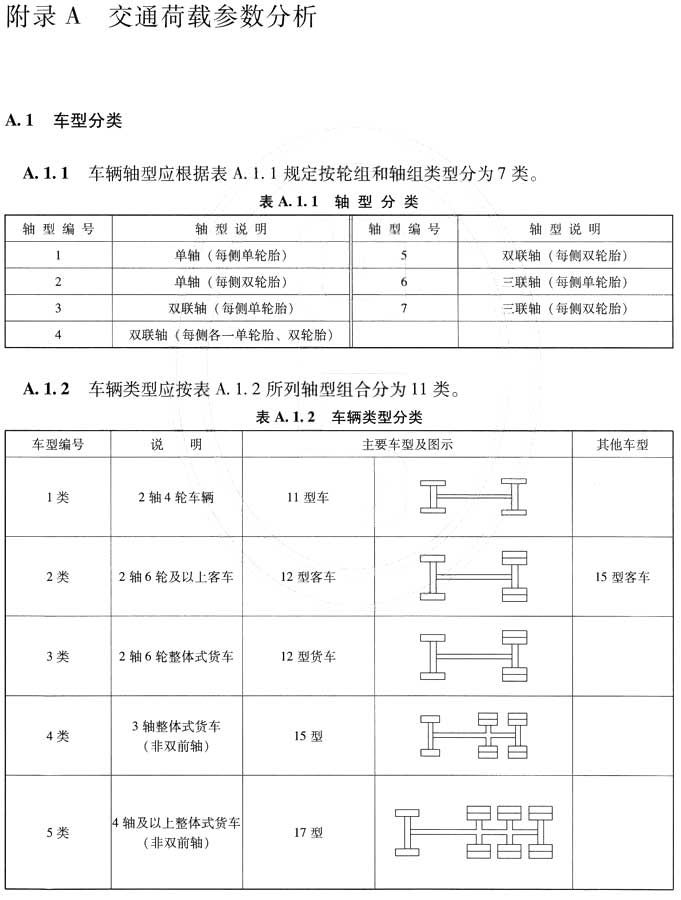 附录 A 交通荷载参数分析
A.1 车型分类
A.1.1 车辆轴型应根据表 A.1.1 规定按轮组和轴组类型分为 7 类。
表 A.1.1 轴 型 分 类
轴 型 编 号 轴 型 说 明 轴 型 编 号 轴 型 说 明
1 单轴（每侧单轮胎） 5 双联轴（每侧双轮胎）
2 单轴（每侧双轮胎） 6 三联轴（每侧单轮胎）
3 双联轴（每侧单轮胎） 7 三联轴（每侧双轮胎）
4 双联轴（每侧各一单轮胎、双轮胎）
A.1.2 车辆类型应按表 A.1.2 所列轴型组合分为 11 类。
表 A.1.2 车辆类型分类
车型编号 说 明 主要车型及图示 其他车型
1 类 2 轴 4 轮车辆 11 型车
2 类 2 轴 6 轮及以上客车 12 型客车 15 型客车
3 类 2 轴 6 轮整体式货车 12 型货车
4 类 3 轴整体式货车 15 型
（非双前轴）
5 类 4 轴及以上整体式货车 17 型
（非双前轴）